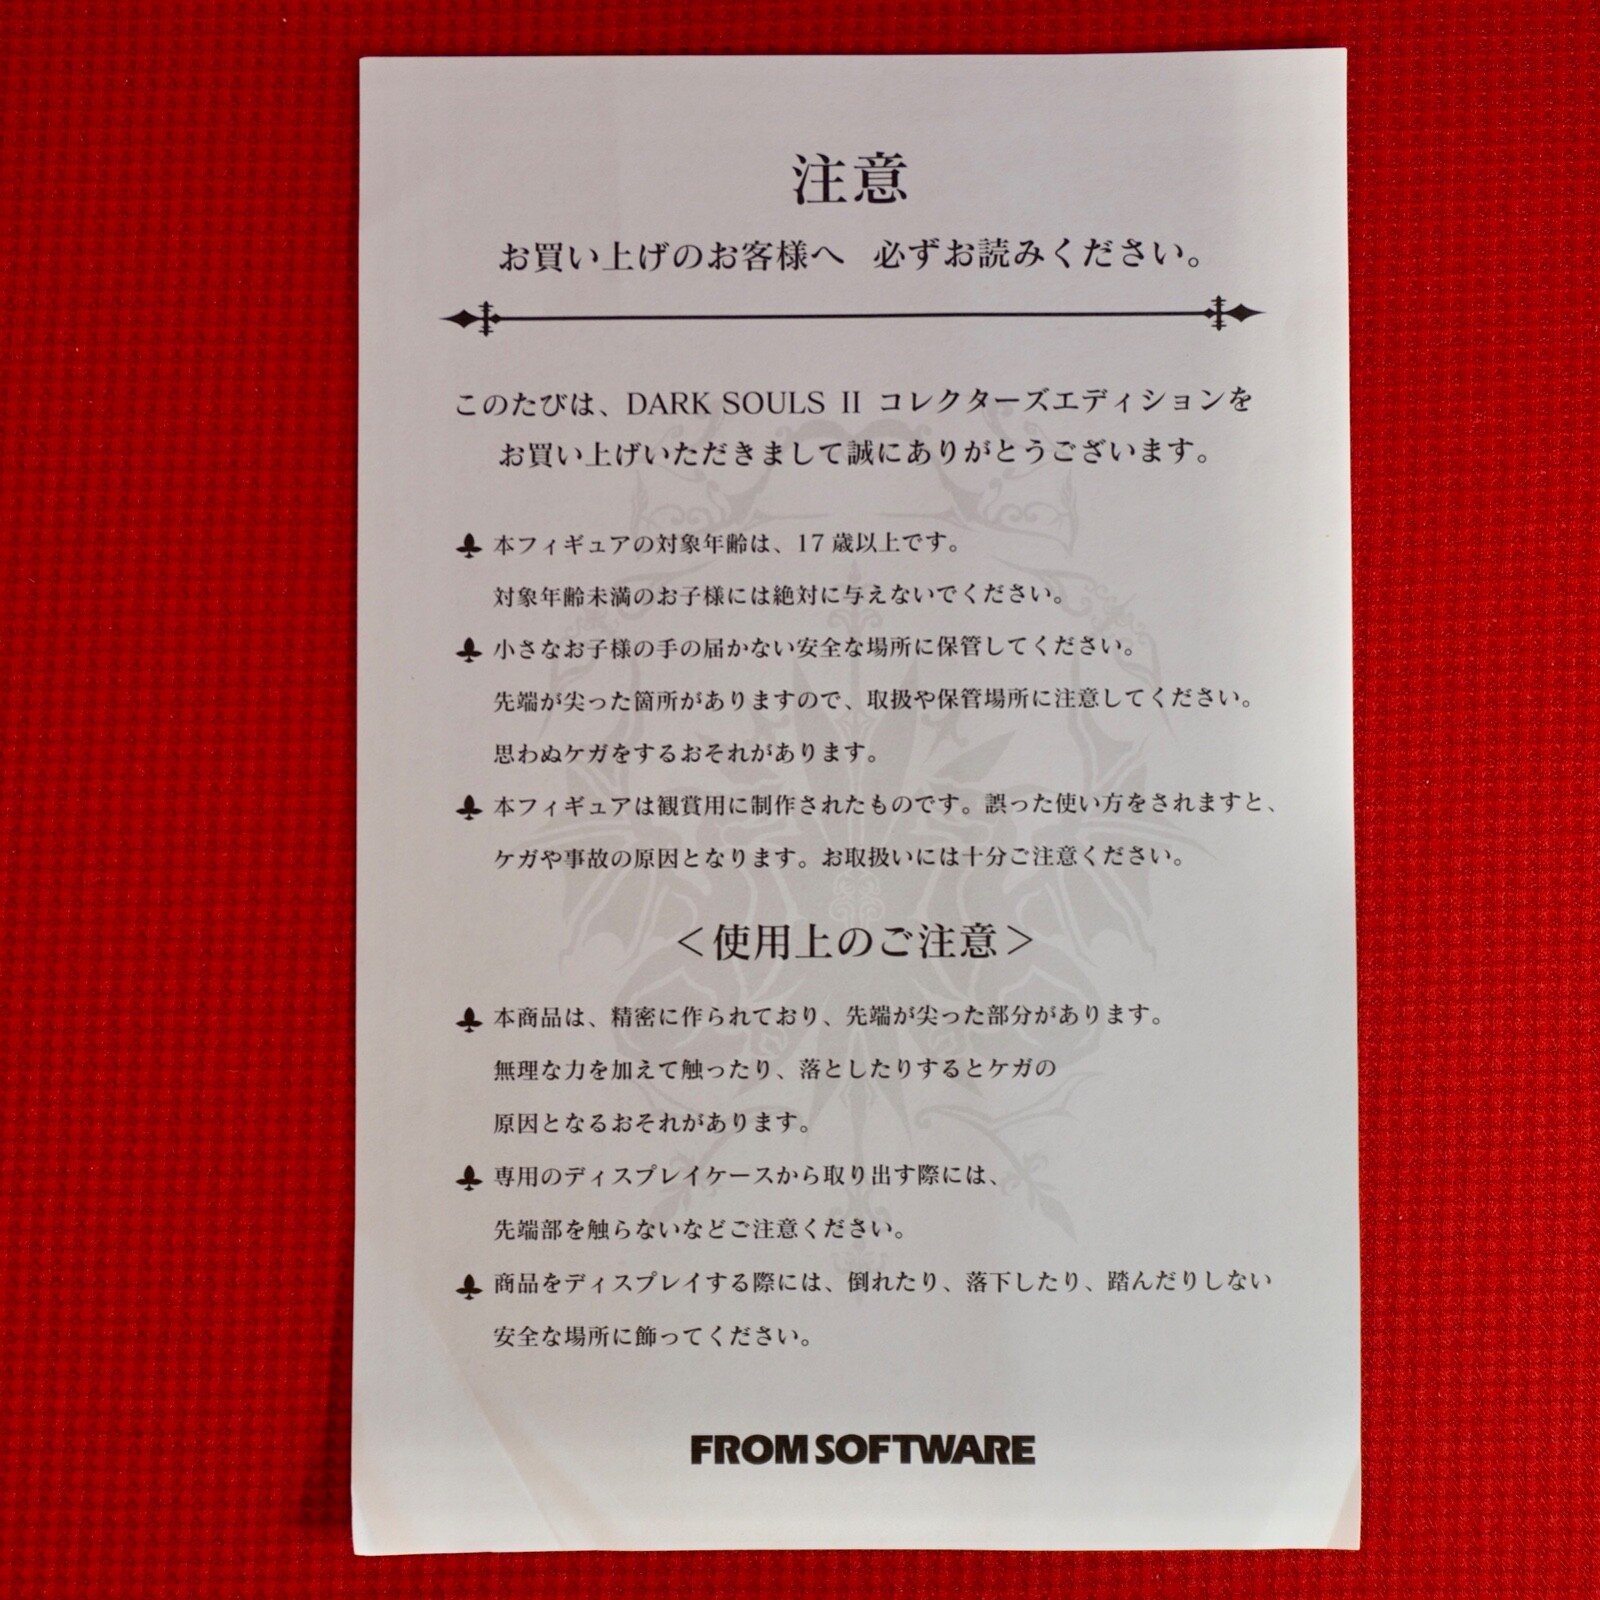 注意
お買い上げのお客様へ 必ずお読みください。
このたびは、DARK SOULS II コレクターズエディションを
お買い上げいただきまして誠にありがとうございます。
本フィギュアの対象年齢は、17歳以上です。
対象年齢未満のお子様には絶対に与えないでください。
小さなお子様の手の届かない安全な場所に保管してください。
先端が尖った箇所がありますので、取扱や保管場所に注意してください。
思わぬケガをするおそれがあります。
本フィギュアは観賞用に制作されたものです。誤った使い方をされますと、
ケガや事故の原因となります。お取扱いには十分ご注意ください。
＜使用上のご注意＞
本商品は、精密に作られており、先端が尖った部分があります。
無理な力を加えて触ったり、落としたりするとケガの
原因となるおそれがあります。
専用のディスプレイケースから取り出す際には、
先端部を触らないなどご注意ください。
商品をディスプレイする際には、倒れたり、落下したり、踏んだりしない
安全な場所に飾ってください。
FROMSOFTWARE